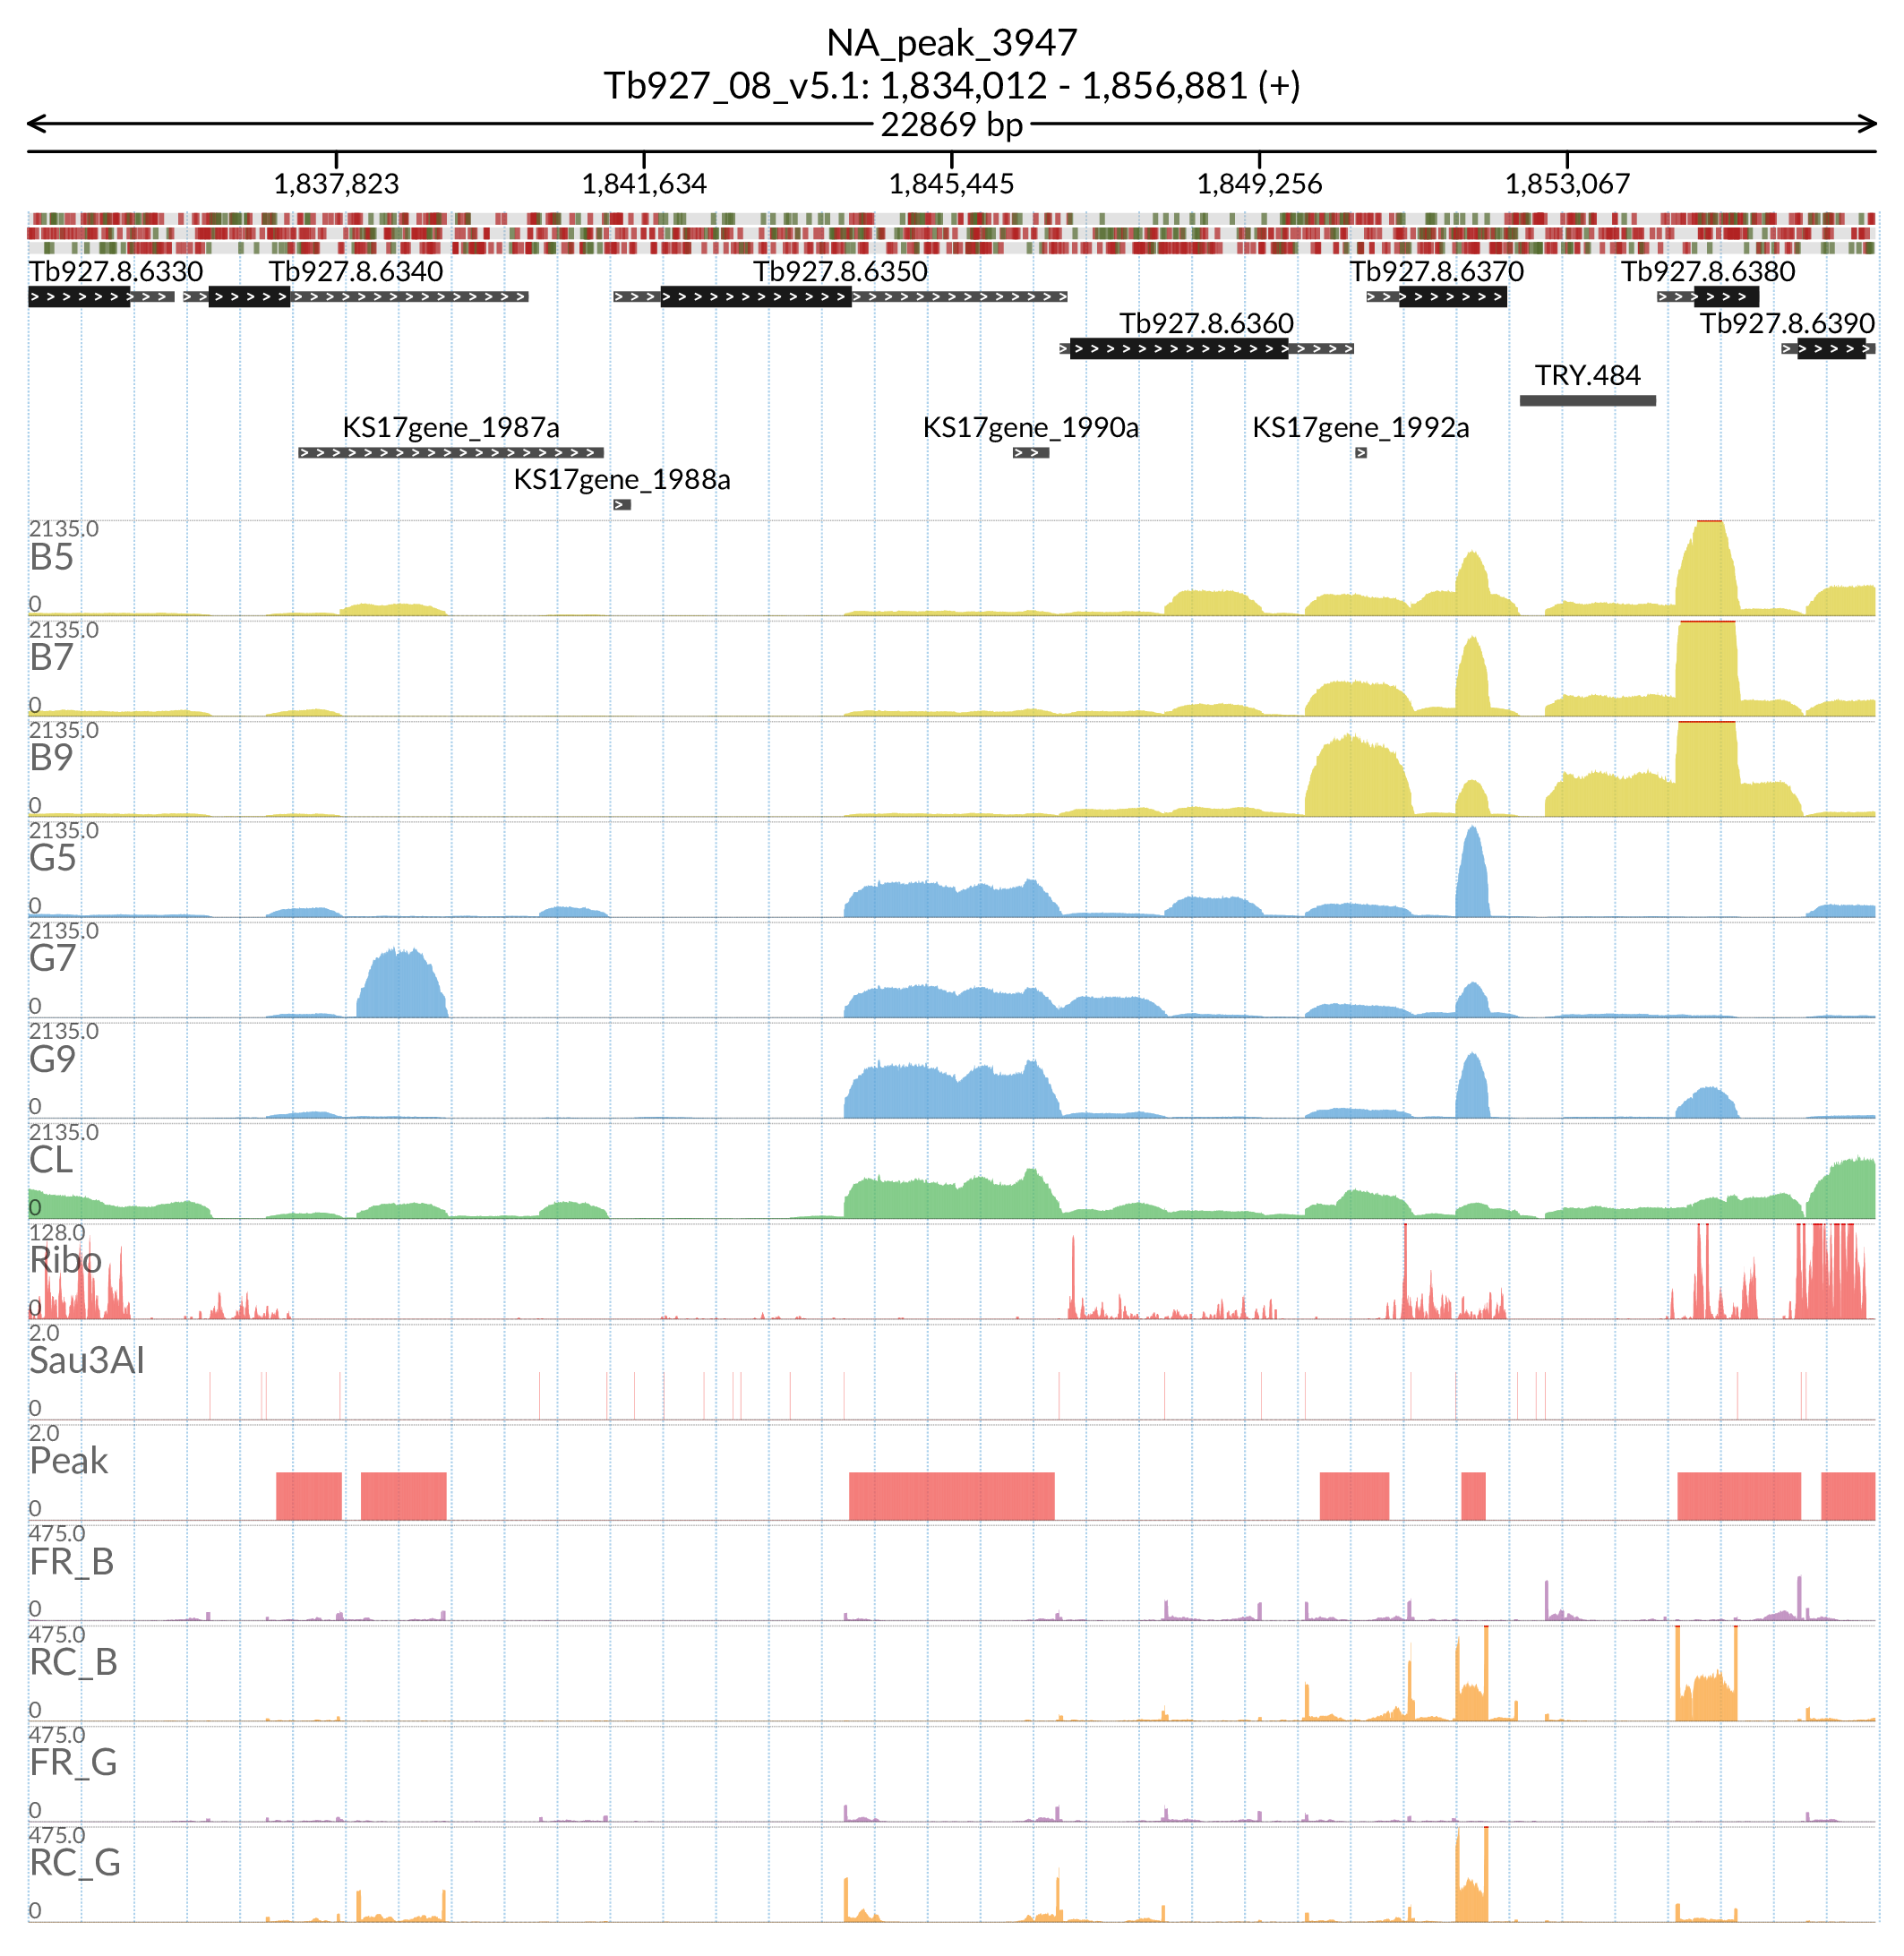 NA_peak_3947
Tb927_08_v5.1: 1,834,012 - 1,856,881 (+)
22869 bp
1,837,823 1,841,634 1,845,445 1,849,256 1,853,067
Tb927.8.6330 Tb927.8.6340 Tb927.8.6350 Tb927.8.6370 Tb927.8.6380
Tb927.8.6360 Tb927.8.6390
TRY.484
KS17gene_1987a KS17gene_1990a KS17gene_1992a
KS17gene_1988a
2135.0
B5
0
2135.0
B7
0
2135.0
B9
0
2135.0
G5
0
2135.0
G7
0
2135.0
G9
0
2135.0
CL
0
128.0
Ribo
0
2.0
Sau3AI
0
2.0
Peak
0
475.0
FR_B
0
475.0
RC_B
0
475.0
FR_G
0
475.0
RC_G
0